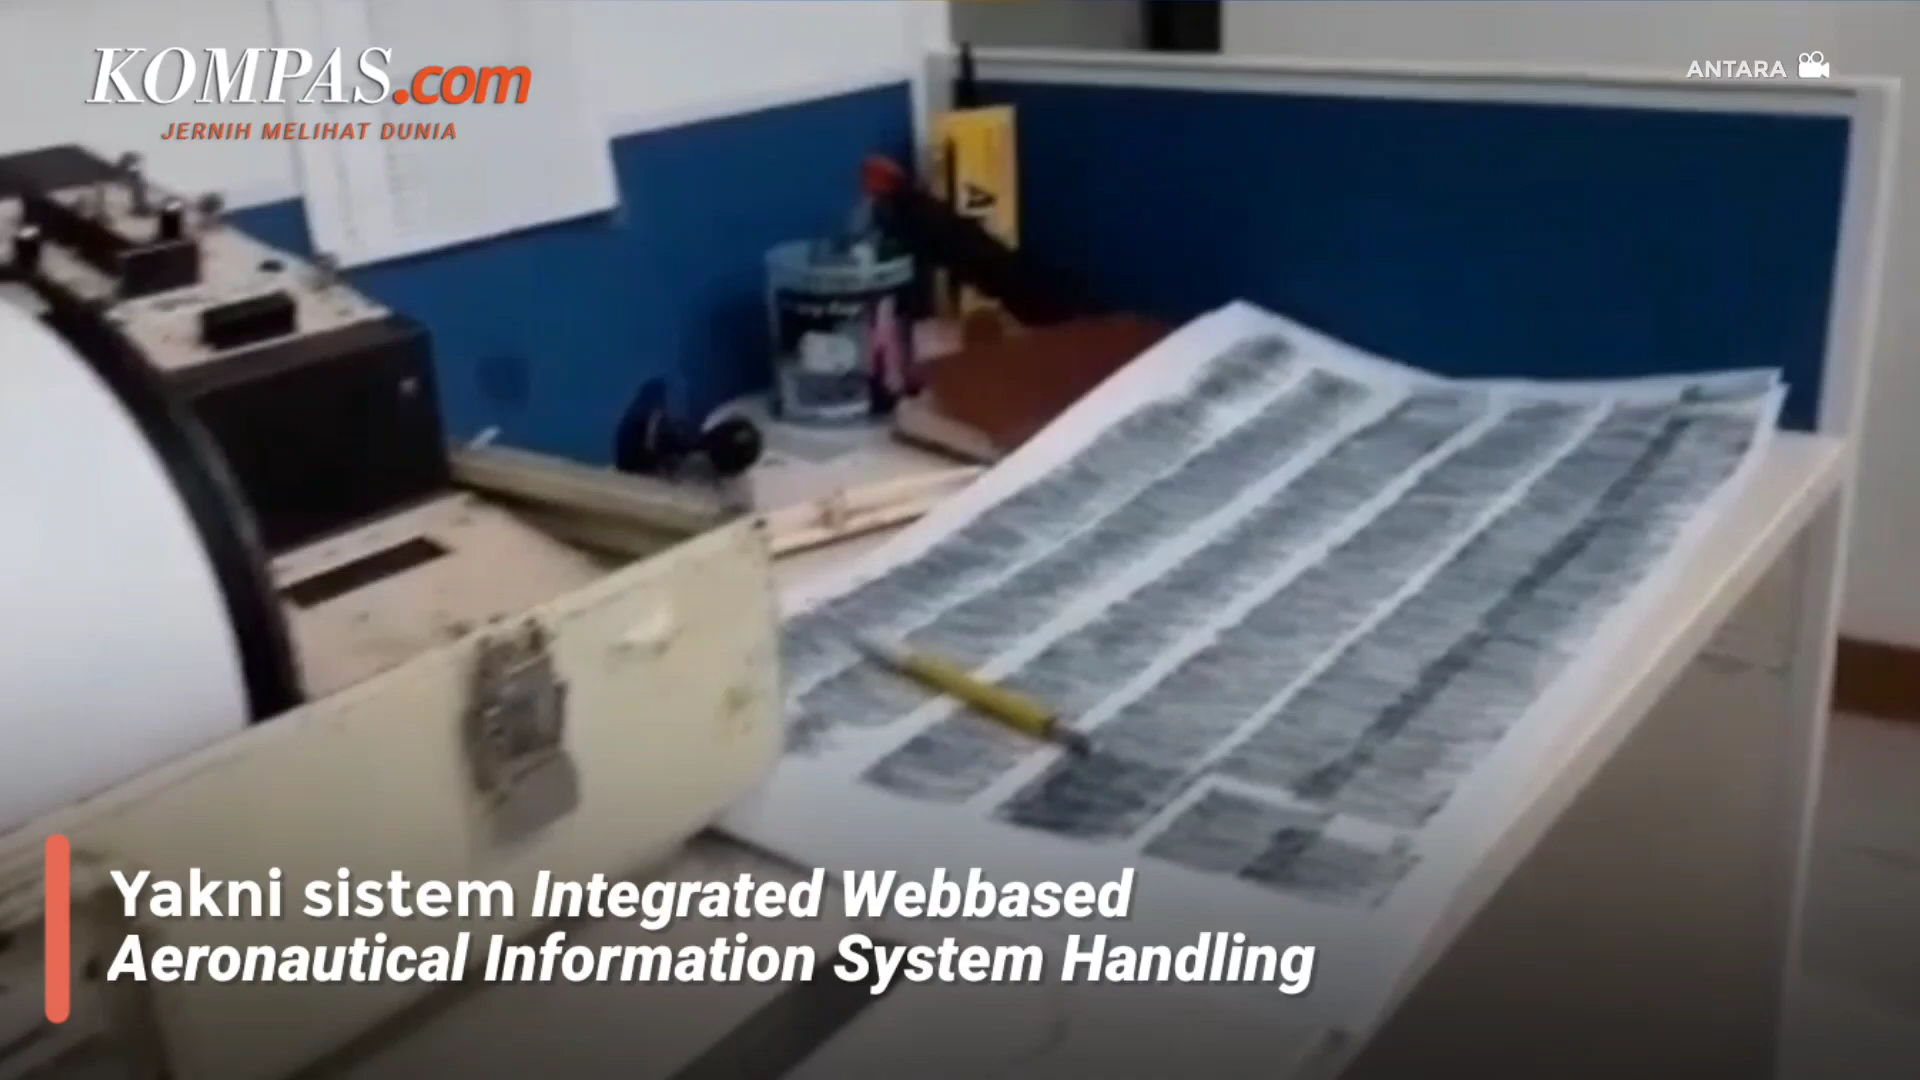 KOMPAS.com
JERNIH MELIHAT DUNIA
ANTARA
A
Yakni sistem Integrated Webbased
Aeronautical Information System Handling